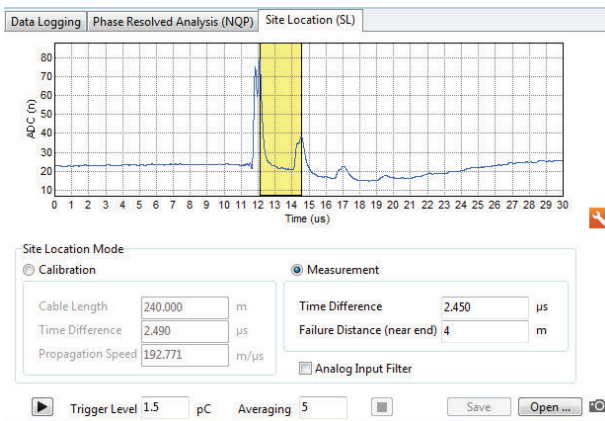 Data Logging Phase Resolved Analysis (NQP) Site Location (SL)
80
70
60
50
40
30
20
10
ADC (n)
0 1 2 3 4 5 6 7 8 9 10 11 12 13 14 15 16 17 18 19 20 21 22 23 24 25 26 27 28 29 30
Time (us)
Site Location Mode
Calibration
Cable Length 240.000 m
Time Difference 2.490 µs
Propagation Speed 192.771 m/µs
Measurement
Time Difference 2.450 µs
Failure Distance (near end) 4 m
Analog Input Filter
Trigger Level 1.5 pC Averaging 5 Save Open ...